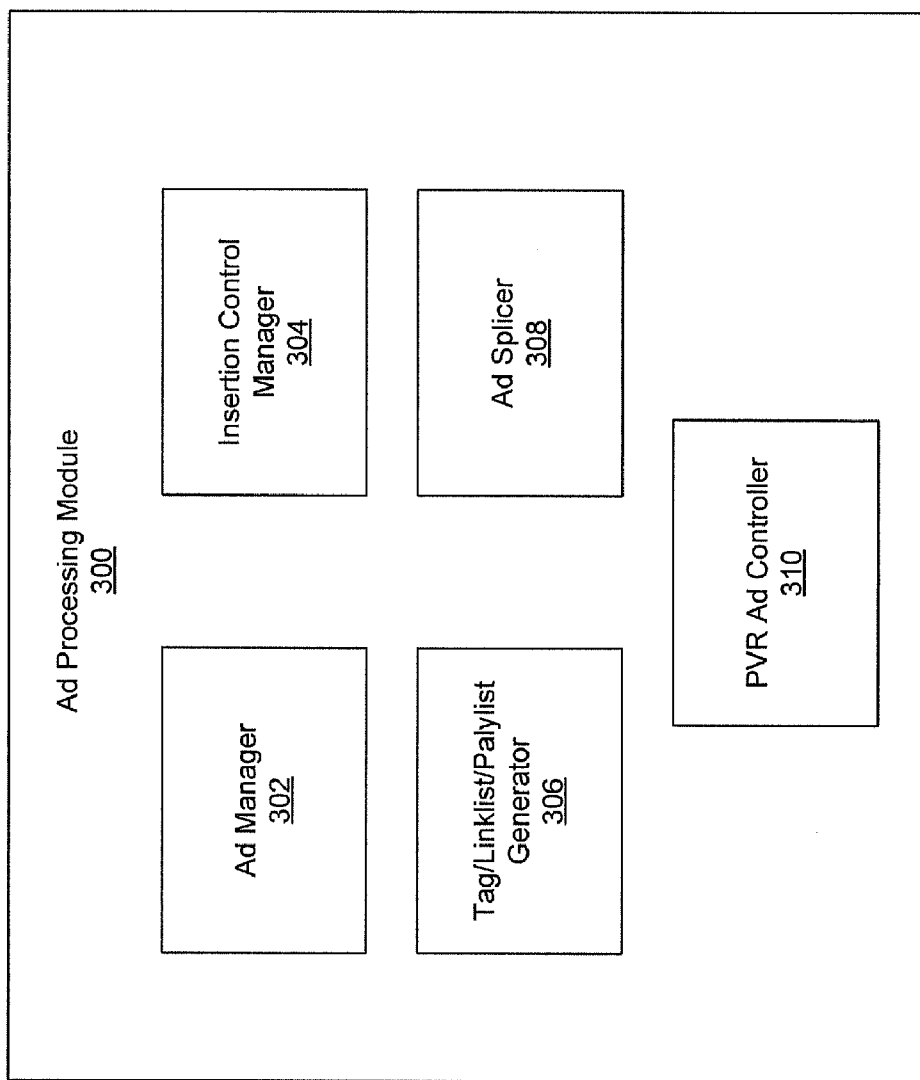 Ad Processing Module
300
Ad Manager
302
Insertion Control
Manager
304
Tag/Linklist/Palylist
Generator
306
Ad Splicer
308
PVR Ad Controller
310